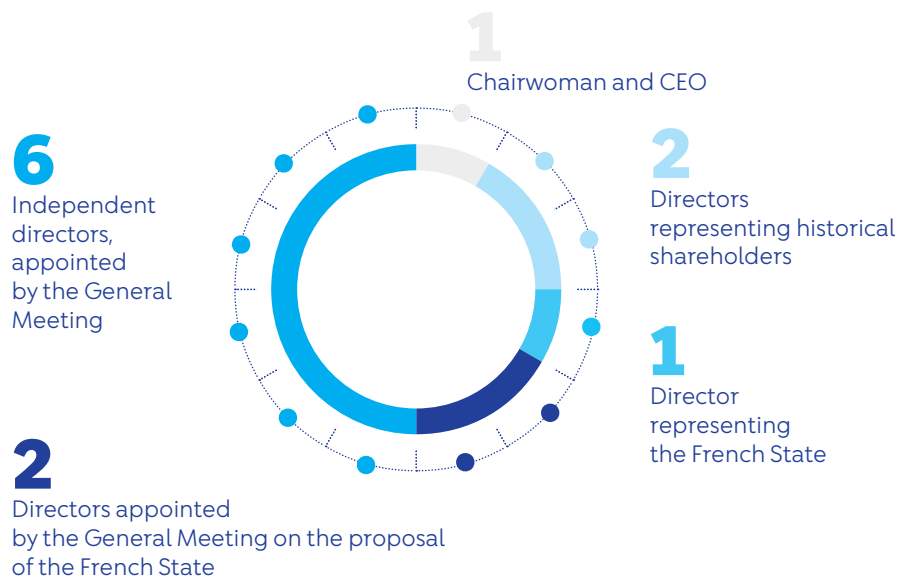 1
Chairwoman and CEO
2
Directors
representing historical
shareholders
1
Director
representing
the French State
2
Directors appointed
by the General Meeting on the proposal
of the French State
6
Independent
directors,
appointed
by the General
Meeting